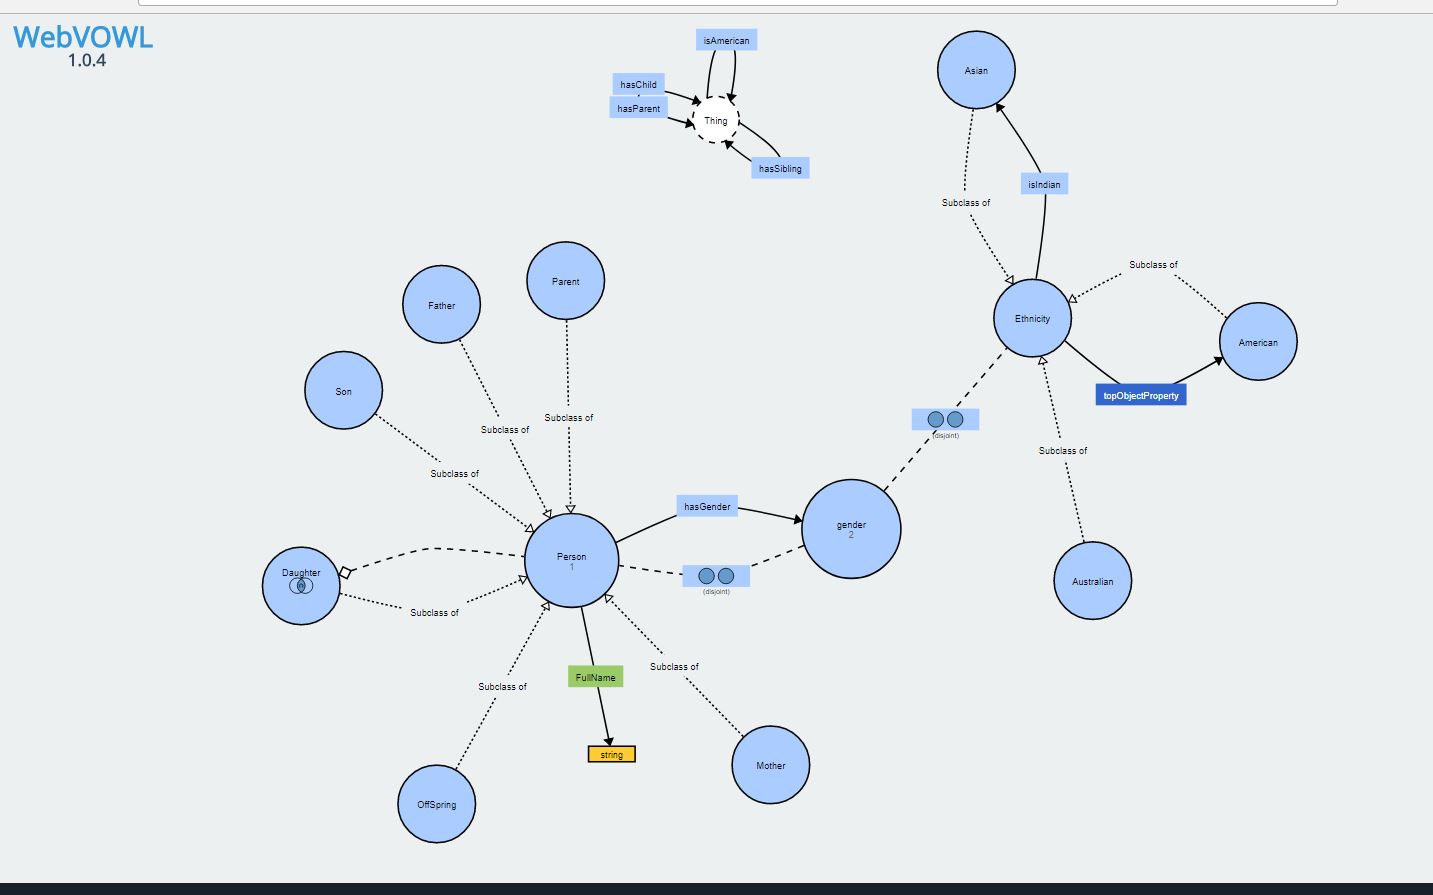 WebVOWL
1.0.4
isAmerican
hasChild
hasParent
Thing
hasSibling
Asian
isIndian
Subclass of
Subclass of
Ethnicity
American
topObjectProperty
(disjoint)
Subclass of
Australian
Parent
Father
Son
Subclass of
Subclass of
Subclass of
hasGender
gender
2
Person
1
(disjoint)
Daughter
Subclass of
Subclass of
Subclass of
FullName
string
Mother
OffSpring